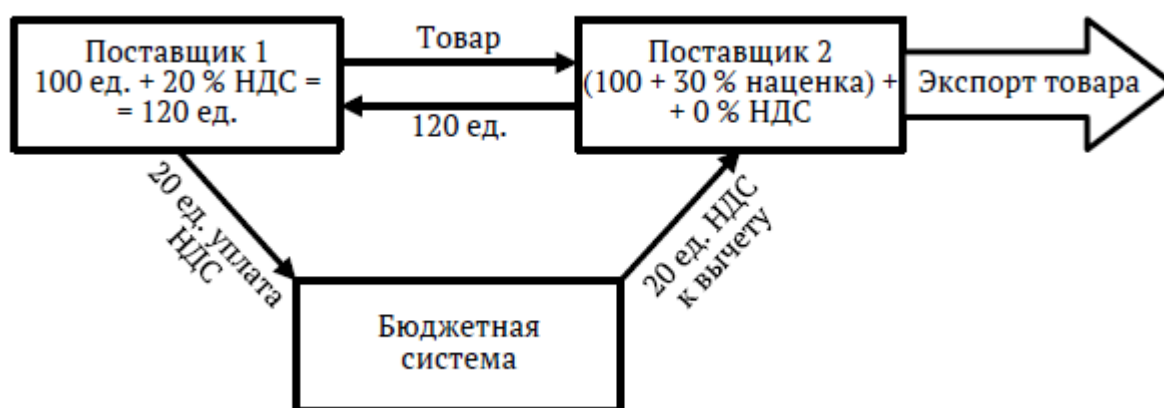 Поставщик 1
100 ед. + 20 % НДС =
= 120 ед.
Товар
120 ед.
Поставщик 2
(100 + 30 % наценка) +
+ 0 % НДС
Экспорт товара
20 ед. уплата
НДС
20 ед. НДС
к вычету
Бюджетная
система